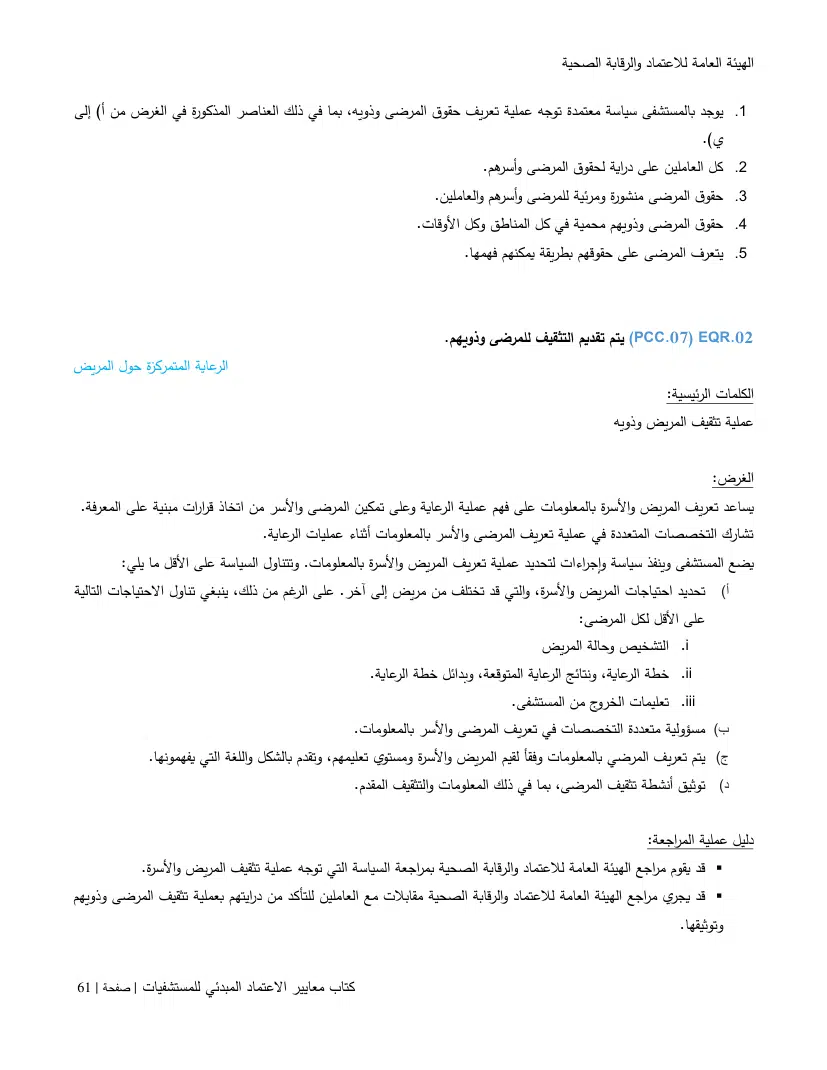 الهيئة العامة للاعتماد والرقابة الصحية
1. يوجد بالمستشفى سياسة معتمدة توجه عملية تعريف حقوق المرضى وذويه، بما في ذلك العناصر المذكورة في الغرض من أ) إلى
ي).
2. كل العاملين على دراية لحقوق المرضى وأسرهم.
3. حقوق المرضى منشورة ومرئية للمرضى وأسرهم والعاملين.
4. حقوق المرضى وذويهم محمية في كل المناطق وكل الأوقات.
5. يتعرف المرضى على حقوقهم بطريقة يمكنهم فهمها.
EQR.02 (PCC.07) يتم تقديم التثقيف للمرضى وذويهم.
الرعاية المتمركزة حول المريض
الكلمات الرئيسية:
عملية تثقيف المريض وذويه
الغرض:
يساعد تعريف المريض والأسرة بالمعلومات على فهم عملية الرعاية وعلى تمكين المرضى والأسر من اتخاذ قرارات مبنية على المعرفة.
تشارك التخصصات المتعددة في عملية تعريف المرضى والأسر بالمعلومات أثناء عمليات الرعاية.
يضع المستشفى وينفذ سياسة وإجراءات لتحديد عملية تعريف المريض والأسرة بالمعلومات. وتتناول السياسة على الأقل ما يلي:
أ) تحديد احتياجات المريض والأسرة، والتي قد تختلف من مريض إلى آخر. على الرغم من ذلك، ينبغي تناول الاحتياجات التالية
على الأقل لكل المرضى:
i. التشخيص وحالة المريض
ii. خطة الرعاية، ونتائج الرعاية المتوقعة، وبدائل خطة الرعاية.
iii. تعليمات الخروج من المستشفى.
ب) مسؤولية متعددة التخصصات في تعريف المرضى والأسر بالمعلومات.
ج) يتم تعريف المرضي بالمعلومات وفقاً لقيم المريض والأسرة ومستوي تعليمهم، وتقدم بالشكل واللغة التي يفهمونها.
د) توثيق أنشطة تثقيف المرضى، بما في ذلك المعلومات والتثقيف المقدم.
دليل عملية المراجعة:
▪ قد يقوم مراجع الهيئة العامة للاعتماد والرقابة الصحية بمراجعة السياسة التي توجه عملية تثقيف المريض والأسرة.
▪ قد يجري مراجع الهيئة العامة للاعتماد والرقابة الصحية مقابلات مع العاملين للتأكد من درايتهم بعملية تثقيف المرضى وذويهم
وتوثيقها.
كتاب معايير الاعتماد المبدئي للمستشفيات | صفحة | 61